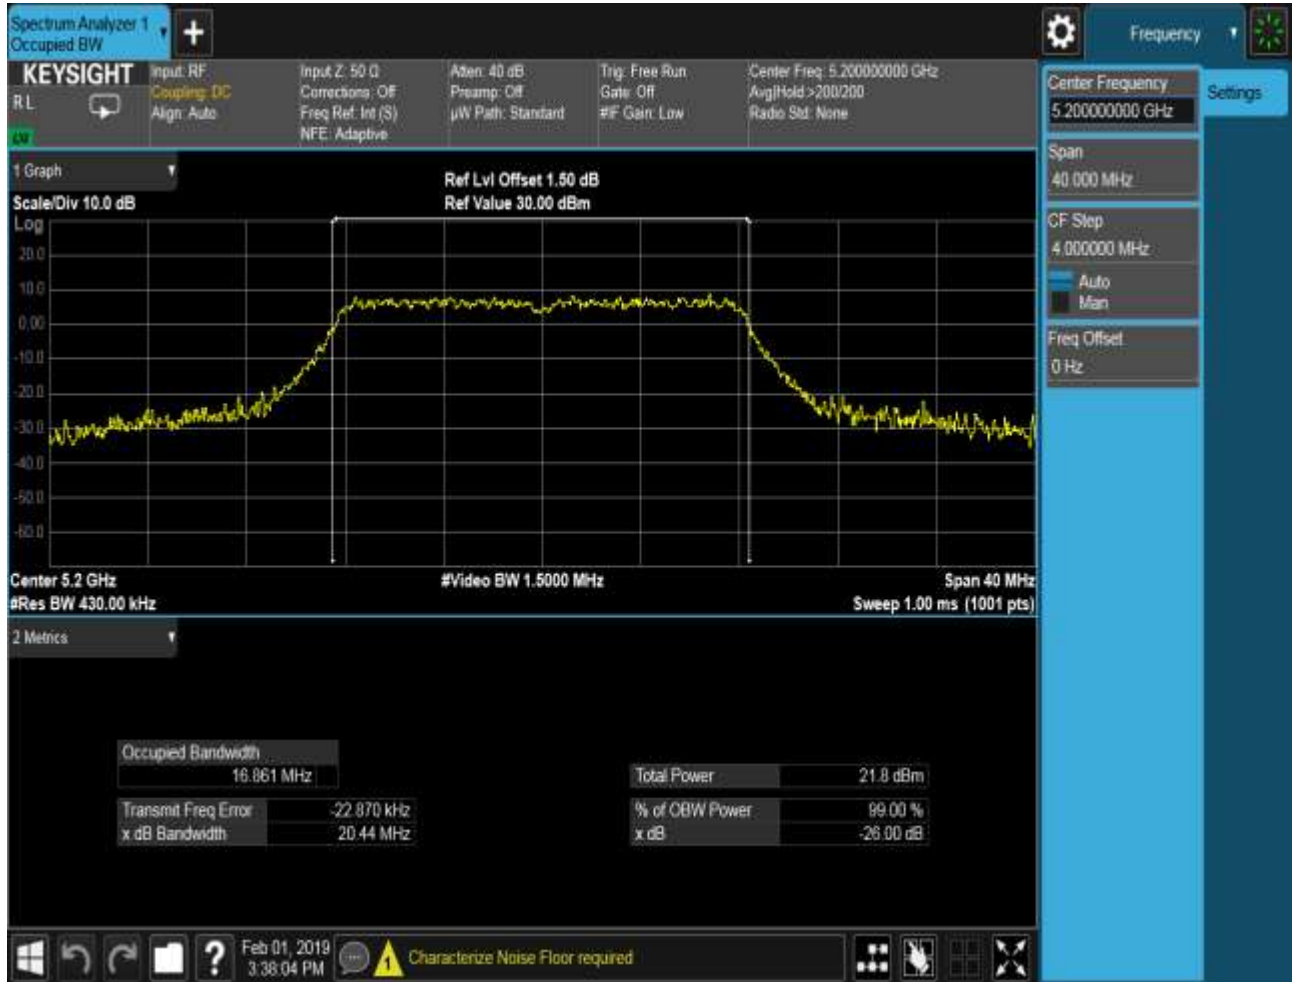 Spectrum Analyzer 1
Occupied BW
Frequency
KEYSIGHT
R L
Input: RF
Coupling: DC
Align: Auto
Input Z: 50 Ω
Corrections: Off
Freq Ref: Int (S)
NFE: Adaptive
Atten: 40 dB
Preamp: Off
µW Path: Standard
Trig: Free Run
Gate: Off
#IF Gain: Low
Center Freq: 5.200000000 GHz
Avg|Hold:>200/200
Radio Std: None
Center Frequency
5.200000000 GHz
Settings
Span
40.000 MHz
CF Step
4.000000 MHz
Auto
Man
Freq Offset
0 Hz
1 Graph
Scale/Div 10.0 dB
Ref Lvl Offset 1.50 dB
Ref Value 30.00 dBm
Log
20.0
10.0
0.00
-10.0
-20.0
-30.0
-40.0
-50.0
-60.0
Center 5.2 GHz
#Video BW 1.5000 MHz
Span 40 MHz
#Res BW 430.00 kHz
Sweep 1.00 ms (1001 pts)
2 Metrics
Occupied Bandwidth
16.861 MHz
Total Power 21.8 dBm
Transmit Freq Error -22.870 kHz
% of OBW Power 99.00 %
x dB Bandwidth 20.44 MHz
x dB -26.00 dB
?
Feb 01, 2019
3:38:04 PM
1
Characterize Noise Floor required